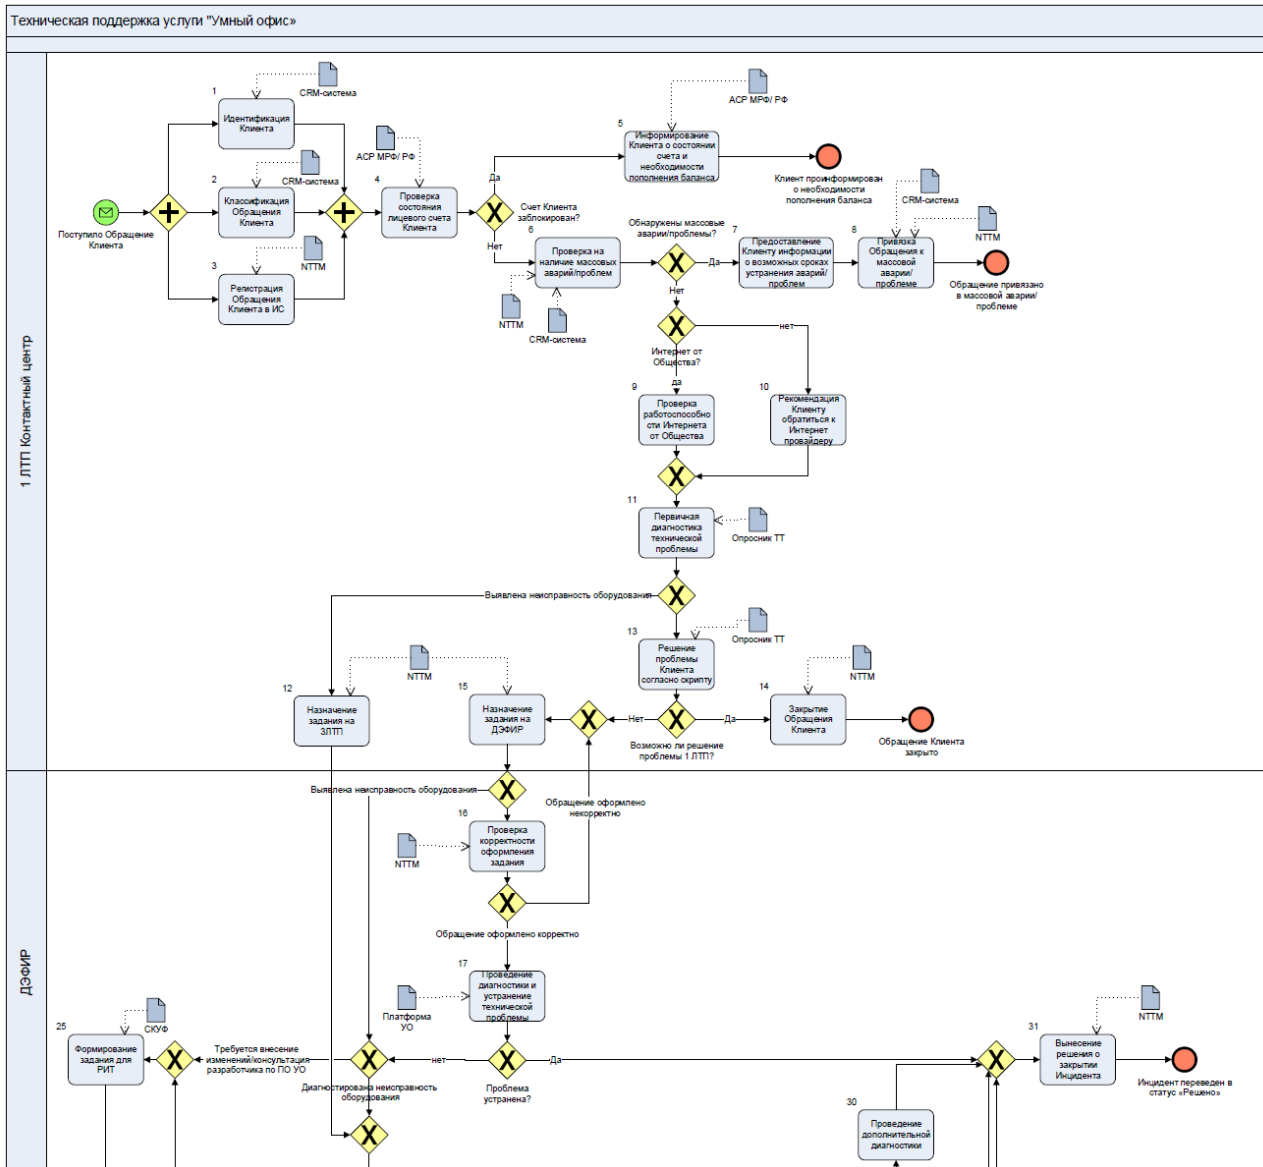 Техническая поддержка услуги "Умный офис»
1 ЛТП Контактный центр
ДЭФИР
1
CRM-система
Идентификация
Клиента
2
CRM-система
Классификация
Обращения
Клиента
Поступило Обращение
Клиента
3
NTTM
Регистрация
Обращения
Клиента в ИС
АСР МРФ/ РФ
4
Проверка
состояния
лицевого счета
Клиента
Да
Счет Клиента
заблокирован?
Нет
5
АСР МРФ/ РФ
Информирование
Клиента о состоянии
счета и
необходимости
пополнения баланса
Клиент проинформирован
о необходимости
пополнения баланса
6
Проверка на
наличие массовых
аварий/проблем
NTTM
CRM-система
Обнаружены массовые
аварии/проблемы?
Да
Нет
7
Предоставление
Клиенту информации
о возможных сроках
устранения аварий/
проблем
8
CRM-система
NTTM
Привязка
Обращения к
массовой
аварии/
проблеме
Обращение привязано
в массовой аварии/
проблеме
Интернет от
Общества?
нет
да
9
Проверка
работоспособно
сти Интернета
от Общества
10
Рекомендация
Клиенту
обратиться к
Интернет
провайдеру
11
Первичная
диагностика
технической
проблемы
Опросник ТТ
Выявлена неисправность оборудования
13
Решение
проблемы
Клиента
согласно скрипту
Опросник ТТ
12
NTTM
Назначение
задания на
3ЛТП
15
Назначение
задания на
ДЭФИР
Нет
Да
Возможно ли решение
проблемы 1 ЛТП?
14
NTTM
Закрытие
Обращения
Клиента
Обращение Клиента
закрыто
Выявлена неисправность оборудования
Обращение оформлено
некорректно
16
Проверка
корректности
оформления
задания
NTTM
Обращение оформлено корректно
17
Проведение
диагностики и
устранение
технической
проблемы
Платформа
УО
нет
Да
Проблема
устранена?
25
СКУФ
Формирование
задания для
РИТ
Требуется внесение
изменений/консультация
разработчика по ПО УО
Диагностирована неисправность
оборудования
31
NTTM
Вынесение
решения о
закрытии
Инцидента
Инцидент переведен в
статус «Решено»
30
Проведение
дополнительной
диагностики